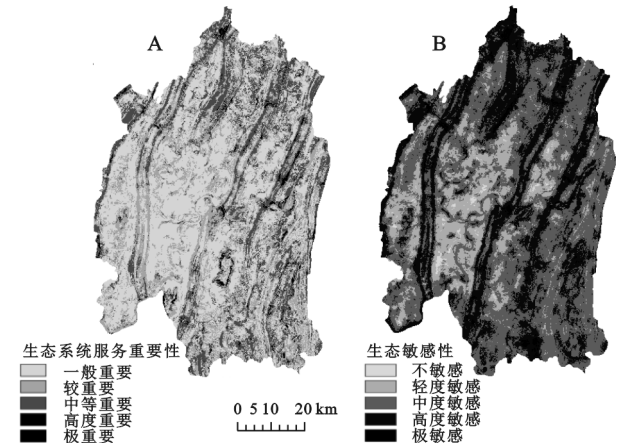 A
B
生态系统服务重要性
一般重要
较重要
中等重要
高度重要
极重要
0 5 10 20 km
生态敏感性
不敏感
轻度敏感
中度敏感
高度敏感
极敏感